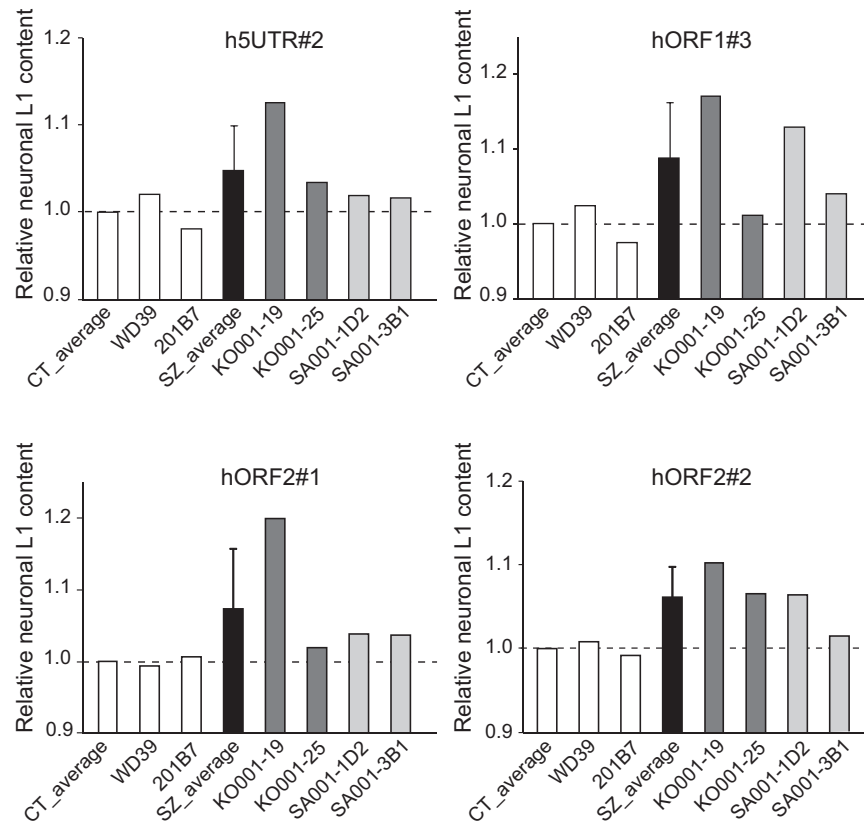 h5UTR#2
Relative neuronal L1 content
1.2
1.1
1.0
0.9
CT_average
WD39
201B7
SZ_average
KO001-19
KO001-25
SA001-1D2
SA001-3B1
hORF1#3
Relative neuronal L1 content
1.2
1.1
1.0
0.9
CT_average
WD39
201B7
SZ_average
KO001-19
KO001-25
SA001-1D2
SA001-3B1
hORF2#1
Relative neuronal L1 content
1.2
1.1
1.0
0.9
CT_average
WD39
201B7
SZ_average
KO001-19
KO001-25
SA001-1D2
SA001-3B1
hORF2#2
Relative neuronal L1 content
1.2
1.1
1.0
0.9
CT_average
WD39
201B7
SZ_average
KO001-19
KO001-25
SA001-1D2
SA001-3B1